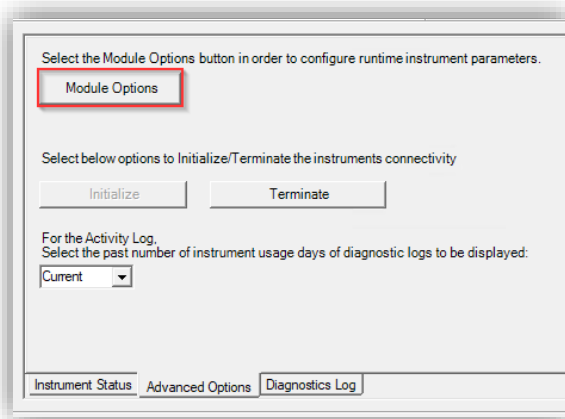 Select the Module Options button in order to configure runtime instrument parameters.
Module Options
Select below options to Initialize/Terminate the instruments connectivity
Initialize
Terminate
For the Activity Log,
Select the past number of instrument usage days of diagnostic logs to be displayed:
Current
Instrument Status
Advanced Options
Diagnostics Log